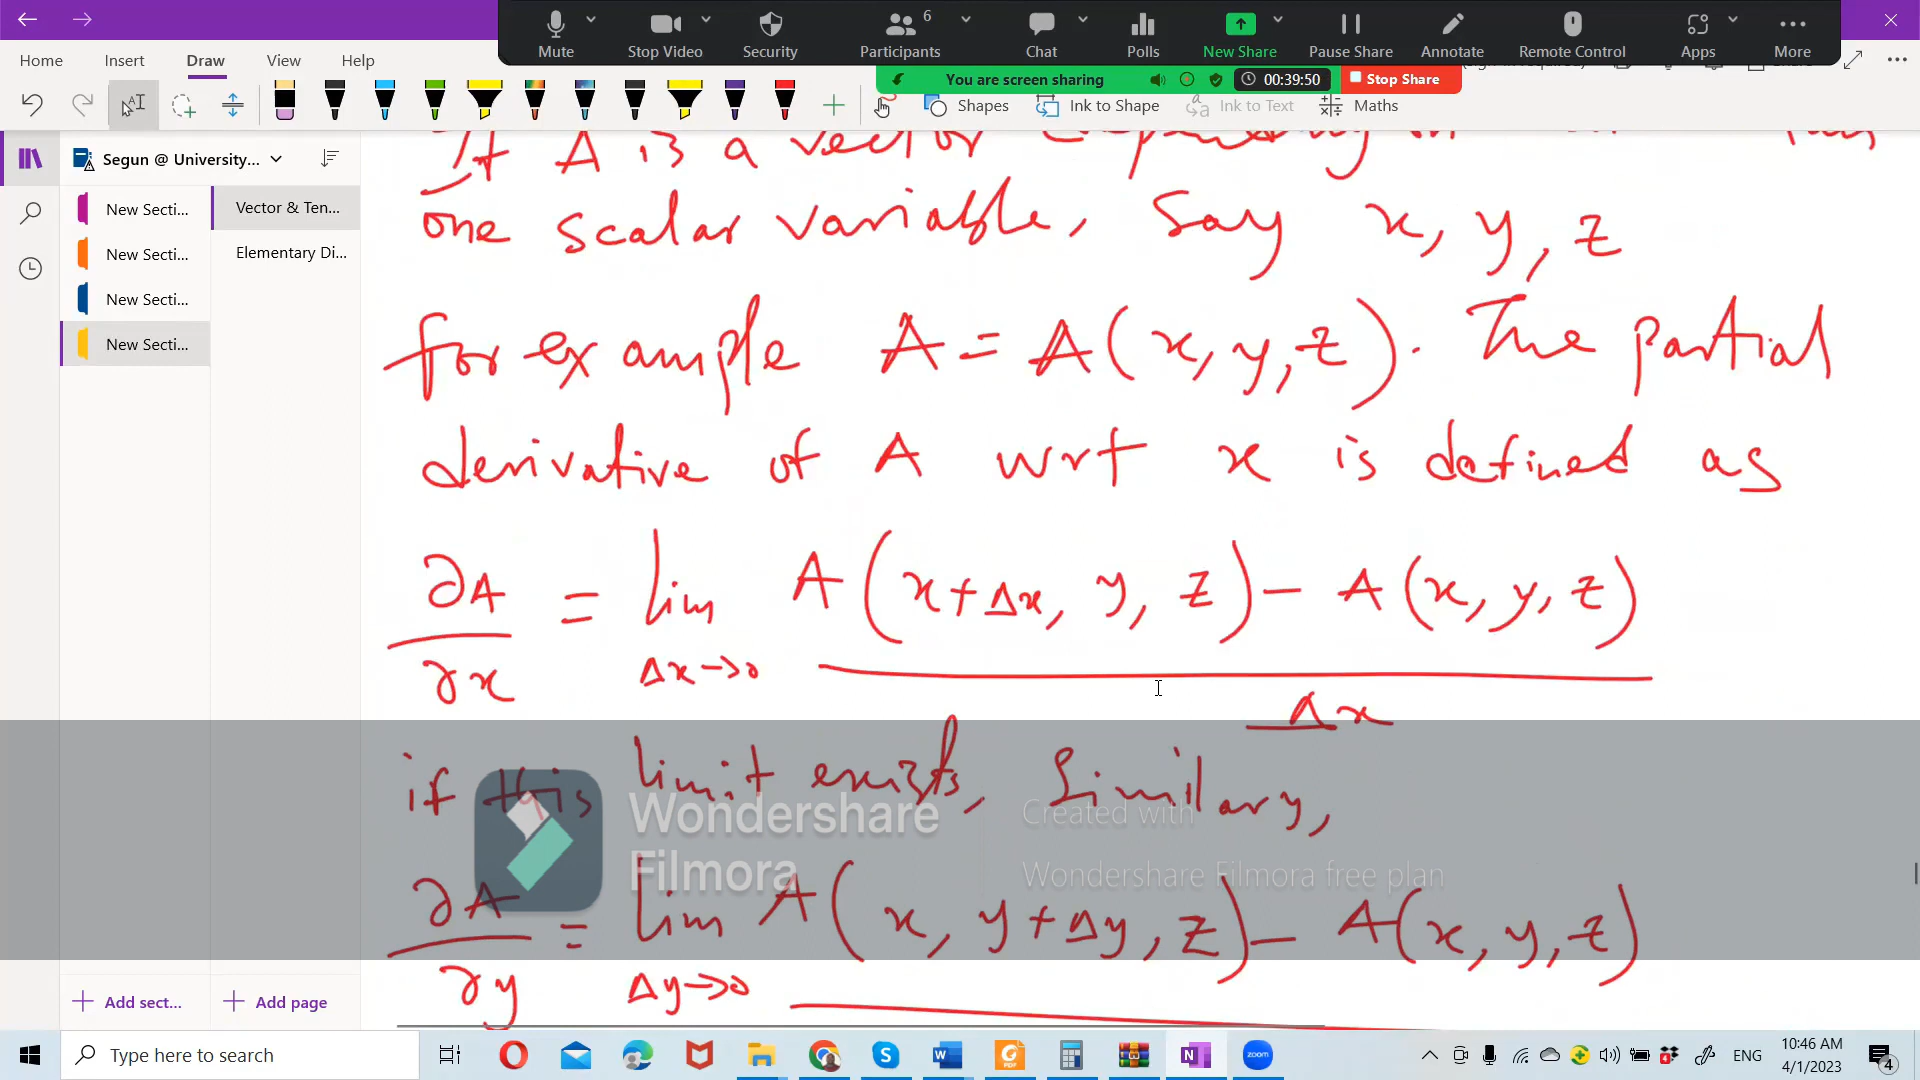 6
Mute
Stop Video
Security
Participants
Chat
Polls
New Share
Pause Share
Annotate
Remote Control
Apps
More
Home
Insert
Draw
View
Help
You are screen sharing
00:39:50
Stop Share
Shapes
Ink to Shape
Ink to Text
Maths
Segun @ University...
New Secti...
New Secti...
New Secti...
New Secti...
Vector & Ten...
Elementary Di...
If A is a vector depending
one scalar variable, say x, y, z
for example A = A(x, y, z). The partial
derivative of A wrt x is defined as
∂A = lim A(x+Δx, y, z) − A(x, y, z)
∂x Δx→0 Δx
if this limit exists, Similary,
Wondershare
Filmora
Created with
Wondershare Filmora free plan
∂A = lim A(x, y+Δy, z) − A(x, y, z)
∂y Δy→0
Add sect...
Add page
Type here to search
ENG
10:46 AM
4/1/2023
4